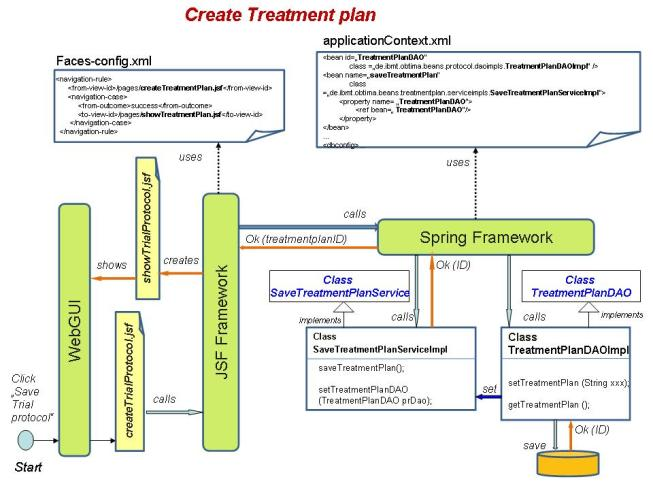 Create Treatment plan
Faces-config.xml
<navigation-rule>
<from-view-id>/pages/createTreatmentPlan.jsf</from-view-id>
<navigation-case>
<from-outcome>success</from-outcome>
<to-view-id>/pages/showTreatmentPlan.jsf</to-view-id>
</navigation-case>
</navigation-rule>
applicationContext.xml
<bean id=„TreatmentPlanDAO"
class =„de.ibmt.obtima.beans.protocol.daoimpls.TreatmentPlanDAOImpl" />
<bean name=„saveTreatmentPlan"
class
=„de.ibmt.obtima.beans.treatmentplan.serviceimpls.SaveTreatmentPlanServiceImpl">
<property name= „TreatmentPlanDAO">
<ref bean= „ TreatmentPlanDAO"/>
</property>
</bean>
...
<dbconfig>...
uses
uses
WebGUI
shows
showTrialProtocol.jsf
creates
JSF Framework
calls
Ok (treatmentplanID)
Spring Framework
Ok (ID)
Class
SaveTreatmentPlanService
implements
calls
calls
Class
TreatmentPlanDAO
implements
Class
SaveTreatmentPlanServiceImpl
saveTreatmentPlan();
setTreatmentDAO
(TreatmentPlanDAO prDao);
set
Class
TreatmentPlanDAOImpl
setTreatmentPlan (String xxx);
getTreatmentPlan ();
save
Ok (ID)
Click
„Save
Trial
protocol"
Start
createTrialProtocol.jsf
calls